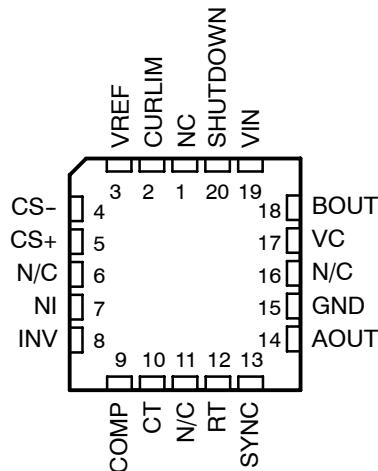 VREF
CURLIM
NC
SHUTDOWN
VIN
3 2 1 20 19
CS− 4
CS+ 5
N/C 6
NI 7
INV 8
18 BOUT
17 VC
16 N/C
15 GND
14 AOUT
9 10 11 12 13
COMP
CT
N/C
RT
SYNC